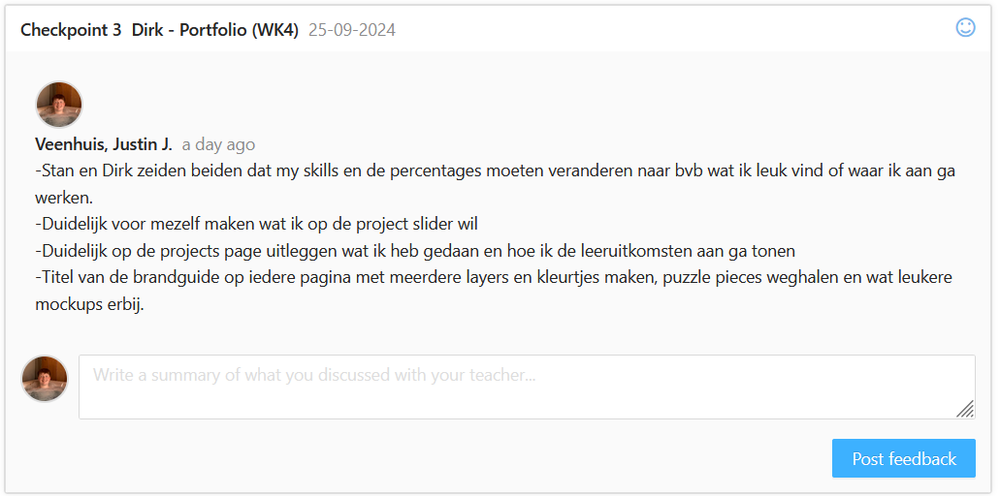 Checkpoint 3 Dirk - Portfolio (WK4) 25-09-2024
Veenhuis, Justin J. a day ago
-Stan en Dirk zeiden beiden dat my skills en de percentages moeten veranderen naar bvb wat ik leuk vind of waar ik aan ga
werken.
-Duidelijk voor mezelf maken wat ik op de project slider wil
-Duidelijk op de projects page uitleggen wat ik heb gedaan en hoe ik de leeruitkomsten aan ga tonen
-Titel van de brandguide op iedere pagina met meerdere layers en kleurtjes maken, puzzle pieces weghalen en wat leukere
mockups erbij.
Write a summary of what you discussed with your teacher...
Post feedback